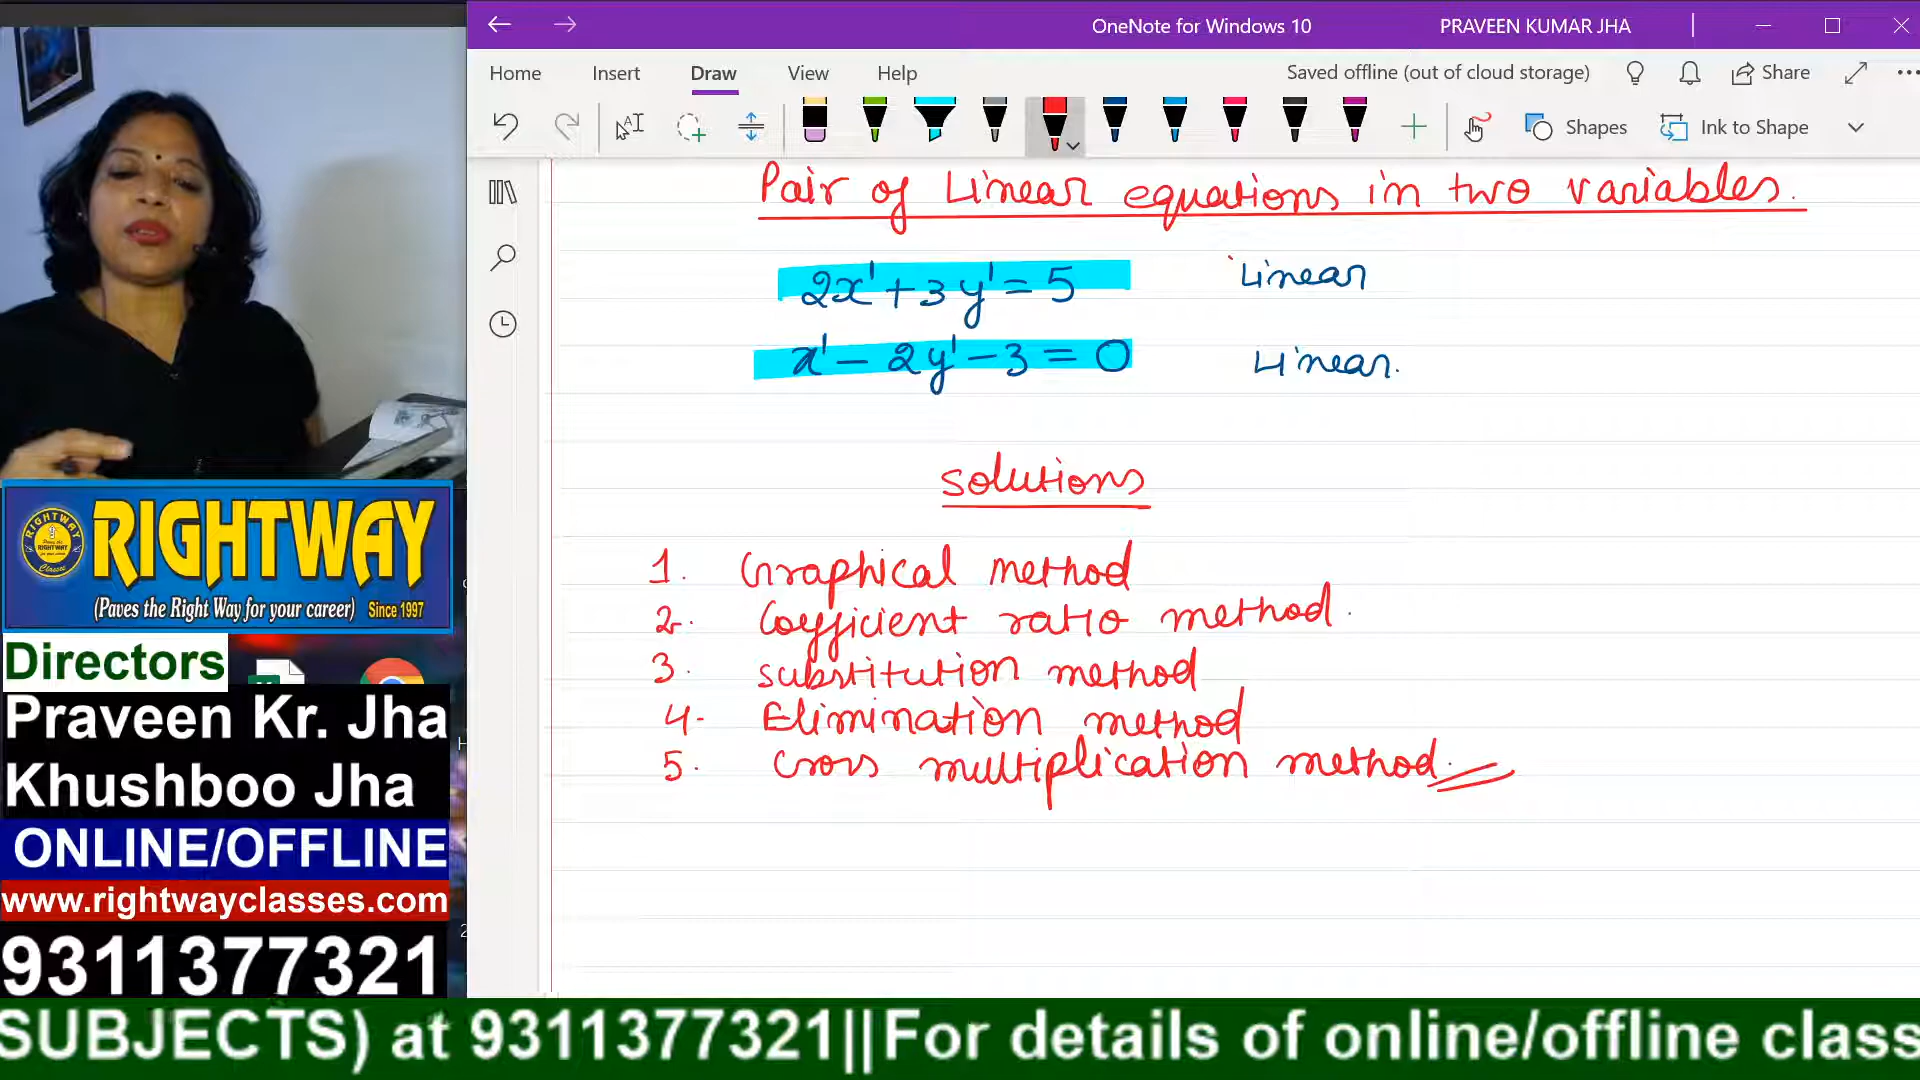 OneNote for Windows 10
PRAVEEN KUMAR JHA
Home Insert Draw View Help
Saved offline (out of cloud storage)
Share
Shapes
Ink to Shape
Pair of Linear equations in two variables.
2x¹ + 3y¹ = 5 Linear
x¹ - 2y¹ - 3 = 0 Linear.
Solutions
1. Graphical method
2. Coefficient ratio method.
3. substitution method
4. Elimination method
5. Cross multiplication method.
RIGHTWAY
(Paves the Right Way for your career) Since 1997
Directors
Praveen Kr. Jha
Khushboo Jha
ONLINE/OFFLINE
www.rightwayclasses.com
9311377321
SUBJECTS) at 9311377321||For details of online/offline class